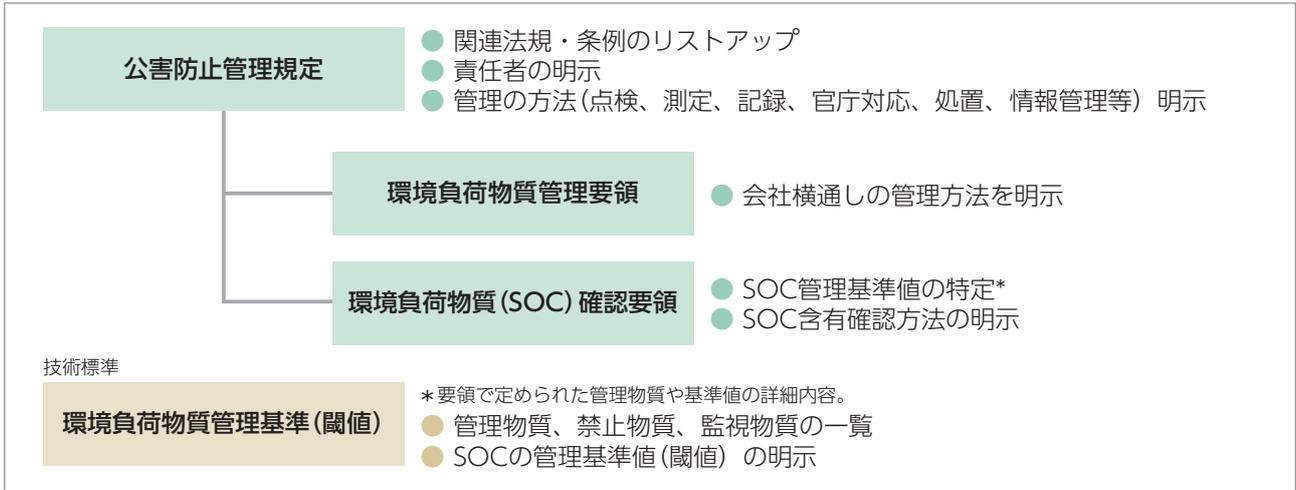 公害防止管理規定
● 関連法規・条例のリストアップ
● 責任者の明示
● 管理の方法(点検、測定、記録、官庁対応、処置、情報管理等) 明示
環境負荷物質管理要領
● 会社横通しの管理方法を明示
環境負荷物質(SOC)確認要領
● SOC管理基準値の特定*
● SOC含有確認方法の明示
技術標準
環境負荷物質管理基準(閾値)
*要領で定められた管理物質や基準値の詳細内容。
● 管理物質、禁止物質、監視物質の一覧
● SOCの管理基準値(閾値) の明示